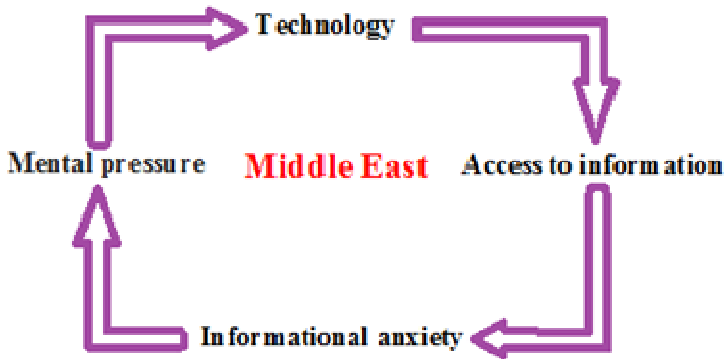 Technology
Mental pressure
Middle East
Access to information
Informational anxiety